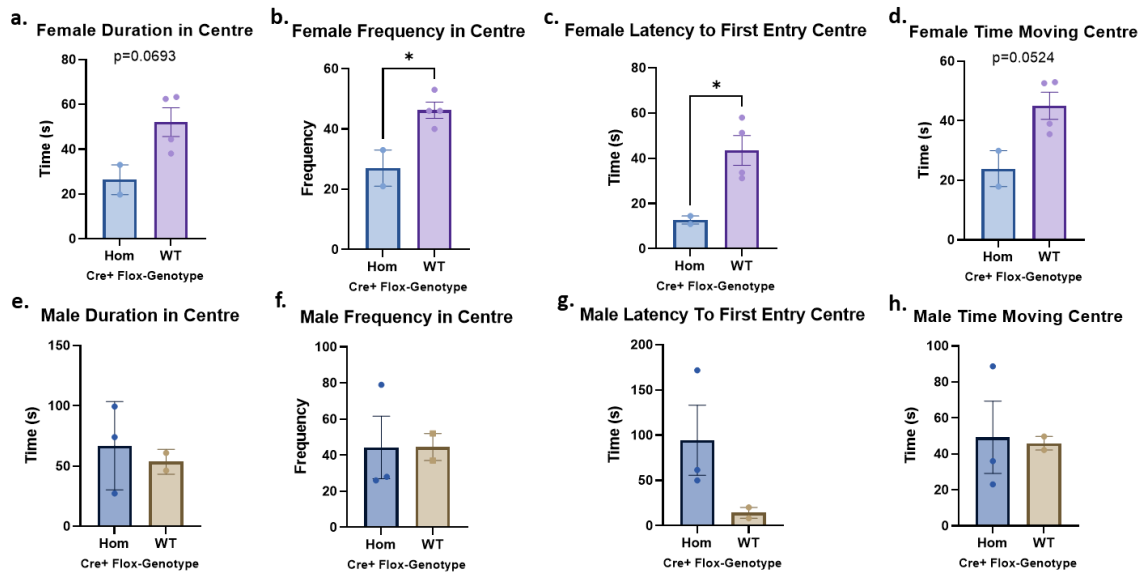 a.
Female Duration in Centre
p=0.0693
80
60
40
20
0
Time (s)
Hom
WT
Cre+ Flox-Genotype
b.
Female Frequency in Centre
*
60
40
20
0
Frequency
Hom
WT
Cre+ Flox-Genotype
c.
Female Latency to First Entry Centre
*
80
60
40
20
0
Time (s)
Hom
WT
Cre+ Flox-Genotype
d.
Female Time Moving Centre
p=0.0524
60
40
20
0
Time (s)
Hom
WT
Cre+ Flox-Genotype
e.
Male Duration in Centre
150
100
50
0
Time (s)
Hom
WT
Cre+ Flox-Genotype
f.
Male Frequency in Centre
100
80
60
40
20
0
Frequency
Hom
WT
Cre+ Flox-Genotype
g.
Male Latency To First Entry Centre
200
150
100
50
0
Time (s)
Hom
WT
Cre+ Flox-Genotype
h.
Male Time Moving Centre
100
80
60
40
20
0
Time (s)
Hom
WT
Cre+ Flox-Genotype